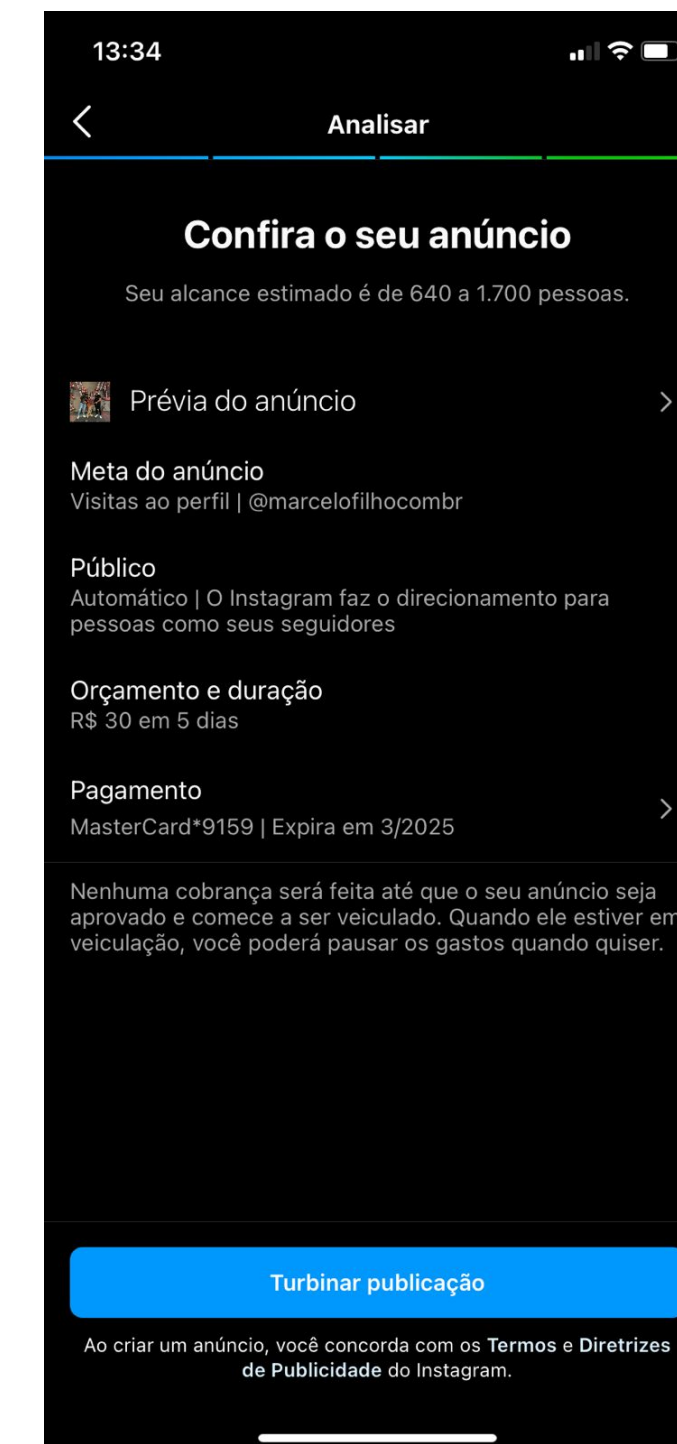 13:34
Analisar
Confira o seu anúncio
Seu alcance estimado é de 640 a 1.700 pessoas.
Prévia do anúncio
Meta do anúncio
Visitas ao perfil | @marcelofilhocombr
Público
Automático | O Instagram faz o direcionamento para
pessoas como seus seguidores
Orçamento e duração
R$ 30 em 5 dias
Pagamento
MasterCard*9159 | Expira em 3/2025
Nenhuma cobrança será feita até que o seu anúncio seja
aprovado e comece a ser veiculado. Quando ele estiver em
veiculação, você poderá pausar os gastos quando quiser.
Turbinar publicação
Ao criar um anúncio, você concorda com os Termos e Diretrizes
de Publicidade do Instagram.